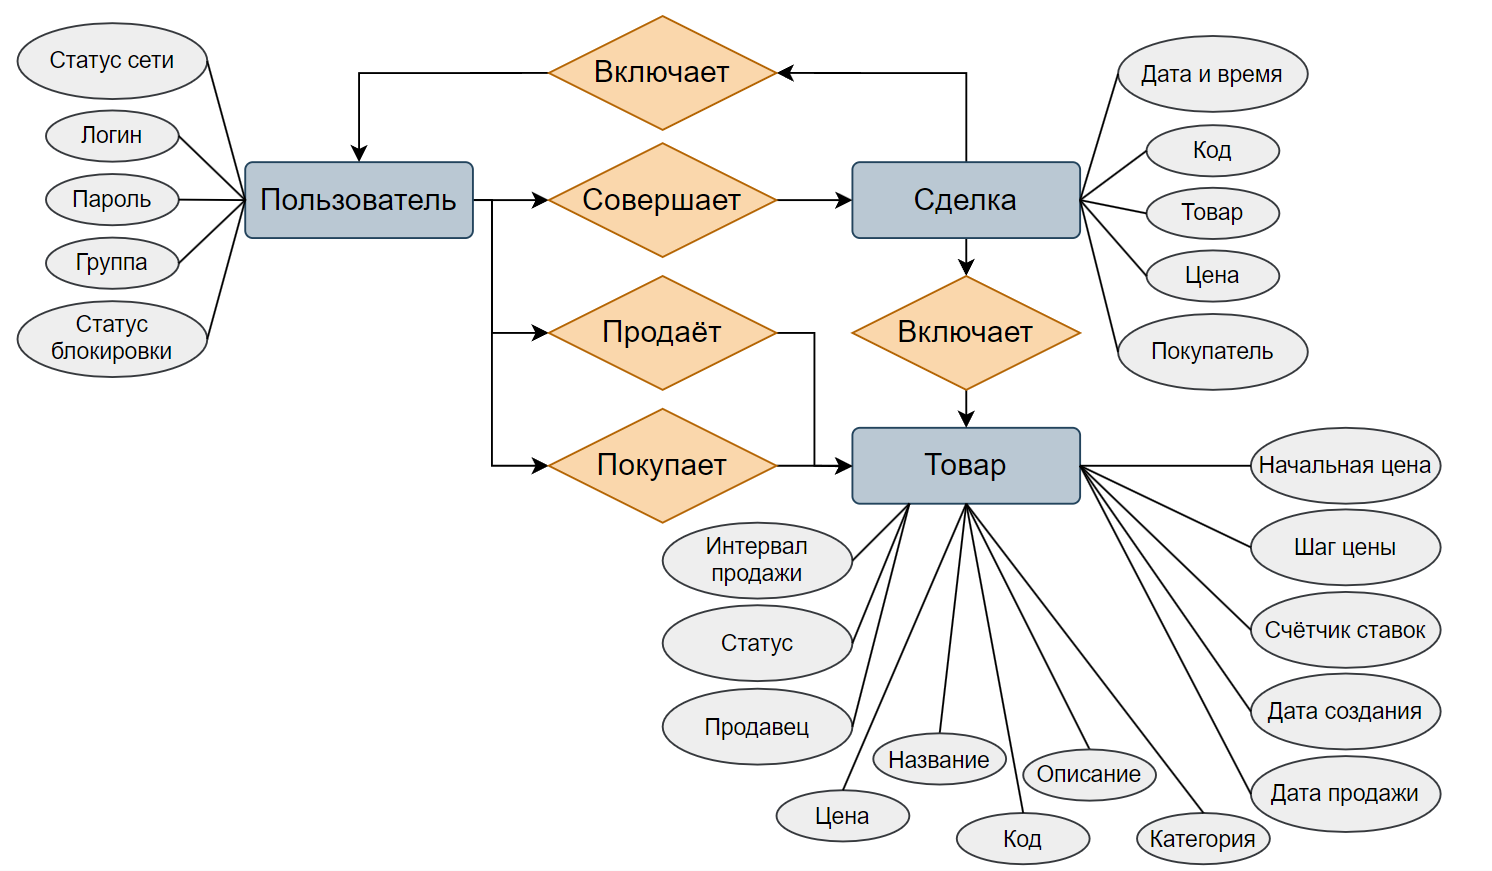 Статус сети
Логин
Пароль
Группа
Статус
блокировки
Пользователь
Включает
Совершает
Продаёт
Покупает
Сделка
Включает
Товар
Дата и время
Код
Товар
Цена
Покупатель
Интервал
продажи
Статус
Продавец
Цена
Название
Код
Описание
Категория
Начальная цена
Шаг цены
Счётчик ставок
Дата создания
Дата продажи